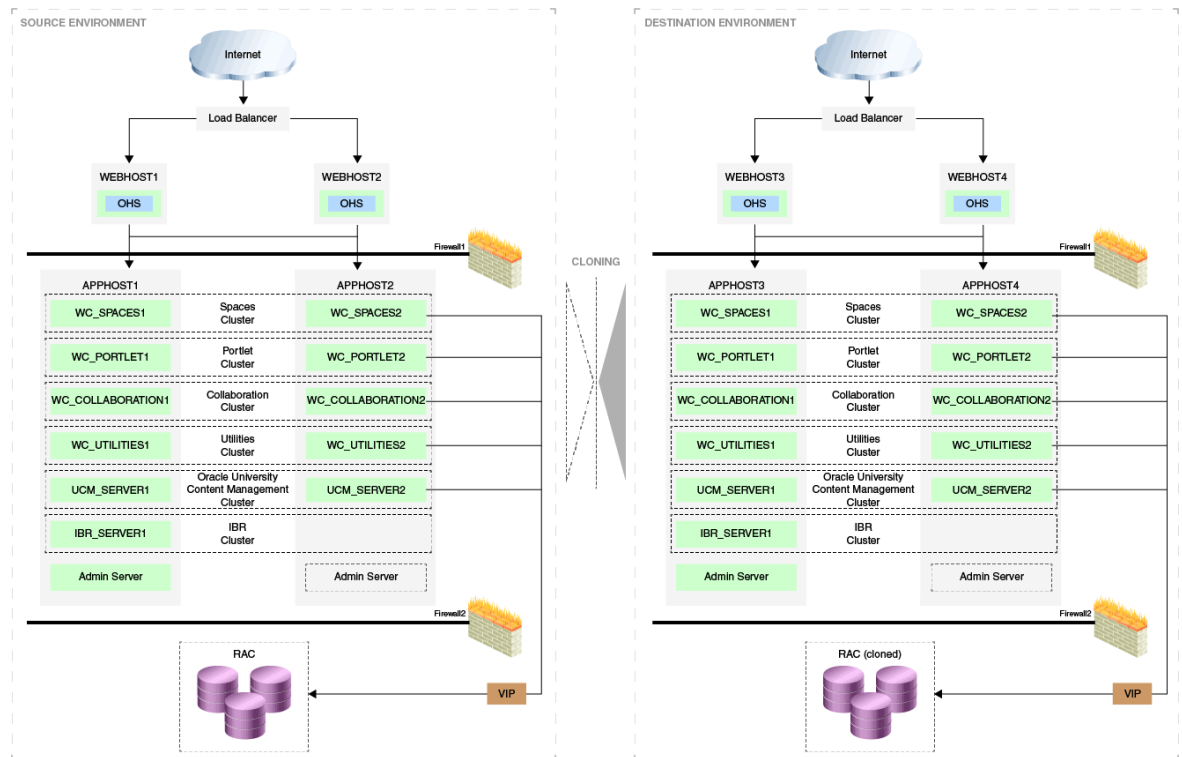 SOURCE ENVIRONMENT
Internet
Load Balancer
WEBHOST1
OHS
WEBHOST2
OHS
Firewall1
APPHOST1
APPHOST2
WC_SPACES1
Spaces
Cluster
WC_SPACES2
WC_PORTLET1
Portlet
Cluster
WC_PORTLET2
WC_COLLABORATION1
Collaboration
Cluster
WC_COLLABORATION2
WC_UTILITIES1
Utilities
Cluster
WC_UTILITIES2
UCM_SERVER1
Oracle University
Content Management
Cluster
UCM_SERVER2
IBR_SERVER1
IBR
Cluster
Admin Server
Admin Server
Firewall2
RAC
VIP
CLONING
DESTINATION ENVIRONMENT
Internet
Load Balancer
WEBHOST3
OHS
WEBHOST4
OHS
Firewall1
APPHOST3
APPHOST4
WC_SPACES1
Spaces
Cluster
WC_SPACES2
WC_PORTLET1
Portlet
Cluster
WC_PORTLET2
WC_COLLABORATION1
Collaboration
Cluster
WC_COLLABORATION2
WC_UTILITIES1
Utilities
Cluster
WC_UTILITIES2
UCM_SERVER1
Oracle University
Content Management
Cluster
UCM_SERVER2
IBR_SERVER1
IBR
Cluster
Admin Server
Admin Server
Firewall2
RAC (cloned)
VIP